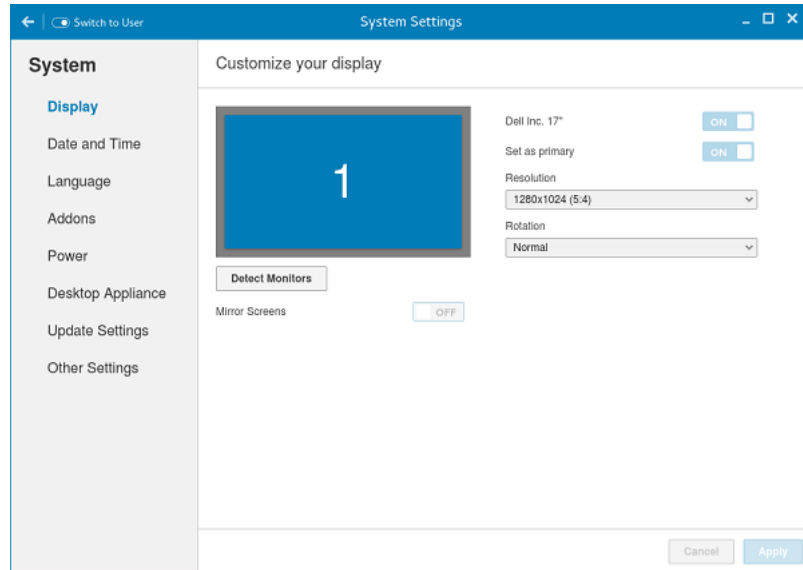 Switch to User
System Settings
System
Display
Date and Time
Language
Addons
Power
Desktop Appliance
Update Settings
Other Settings
Customize your display
1
Detect Monitors
Mirror Screens
OFF
Dell Inc. 17"
ON
Set as primary
ON
Resolution
1280x1024 (5:4)
Rotation
Normal
Cancel
Apply